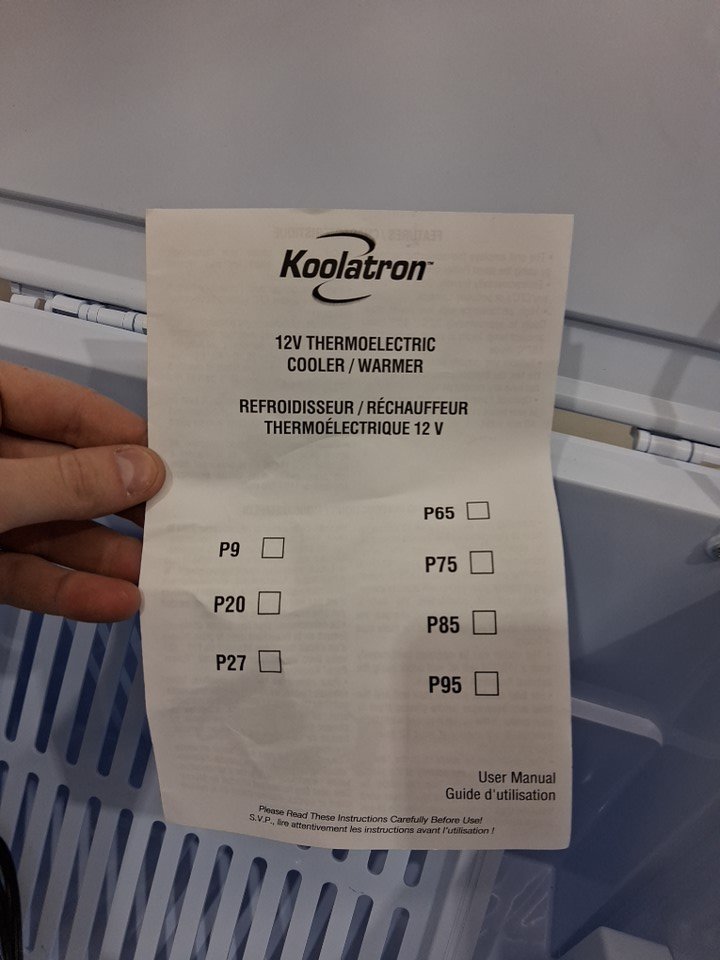 Koolatron™
12V THERMOELECTRIC
COOLER / WARMER
REFROIDISSEUR / RÉCHAUFFEUR
THERMOÉLECTRIQUE 12 V
P9
P20
P27
P65
P75
P85
P95
User Manual
Guide d'utilisation
Please Read These Instructions Carefully Before Use!
S.V.P., lire attentivement les instructions avant l'utilisation !